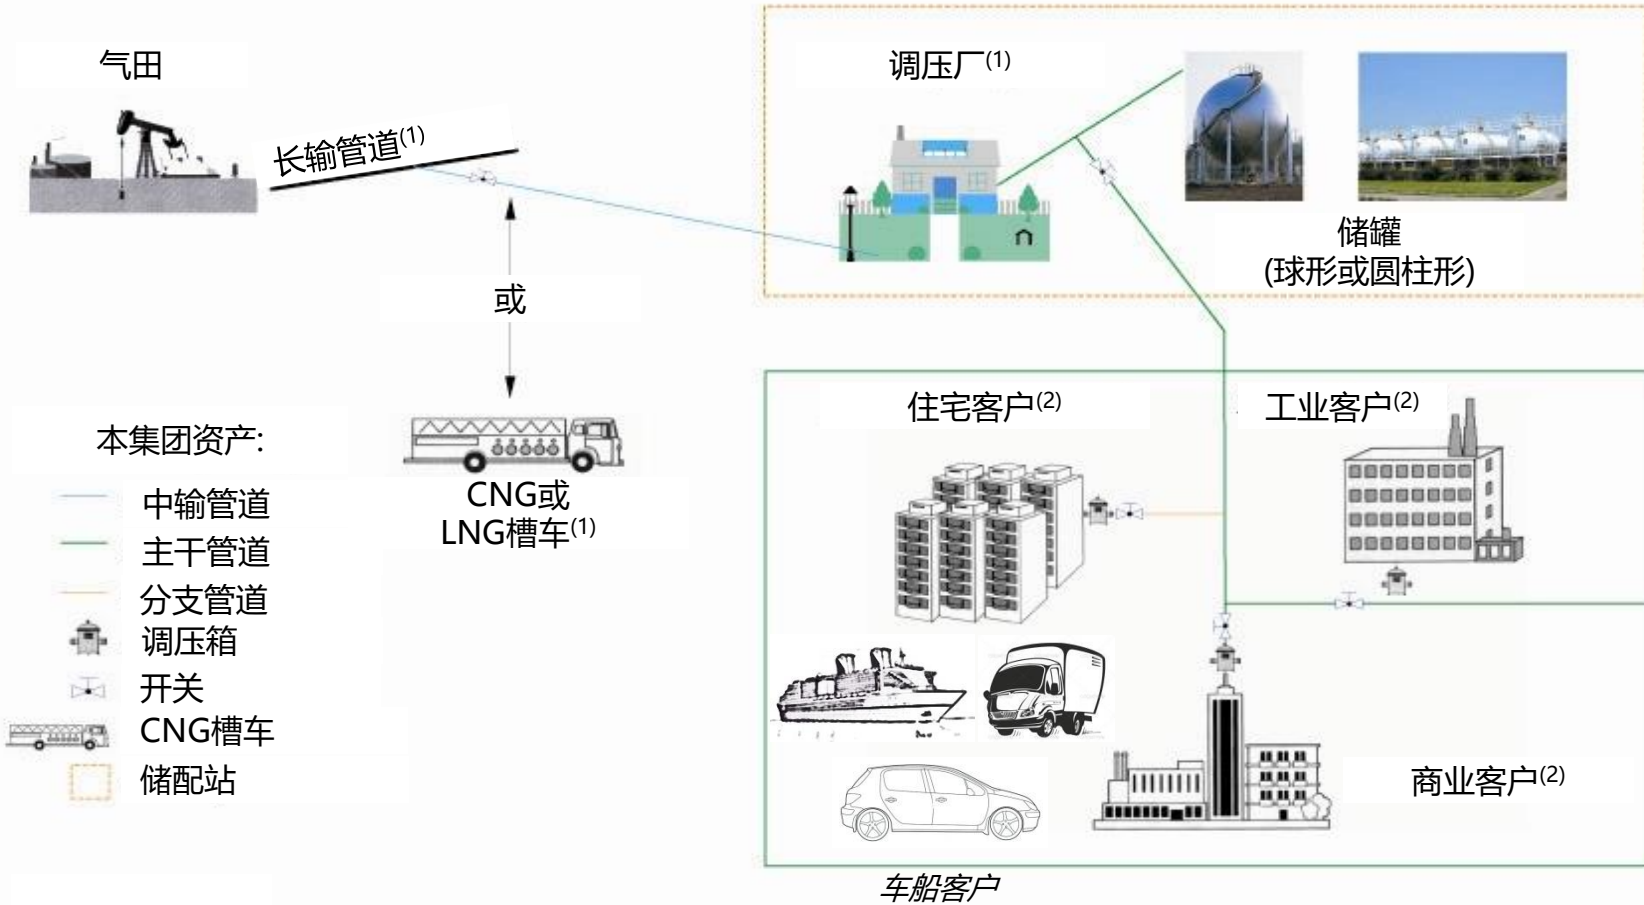 气田
长输管道(1)
或
CNG或
LNG槽车(1)
调压厂(1)
储罐
(球形或圆柱形)
本集团资产:
中输管道
主干管道
分支管道
调压箱
开关
CNG槽车
储配站
住宅客户(2)
工业客户(2)
商业客户(2)
车船客户